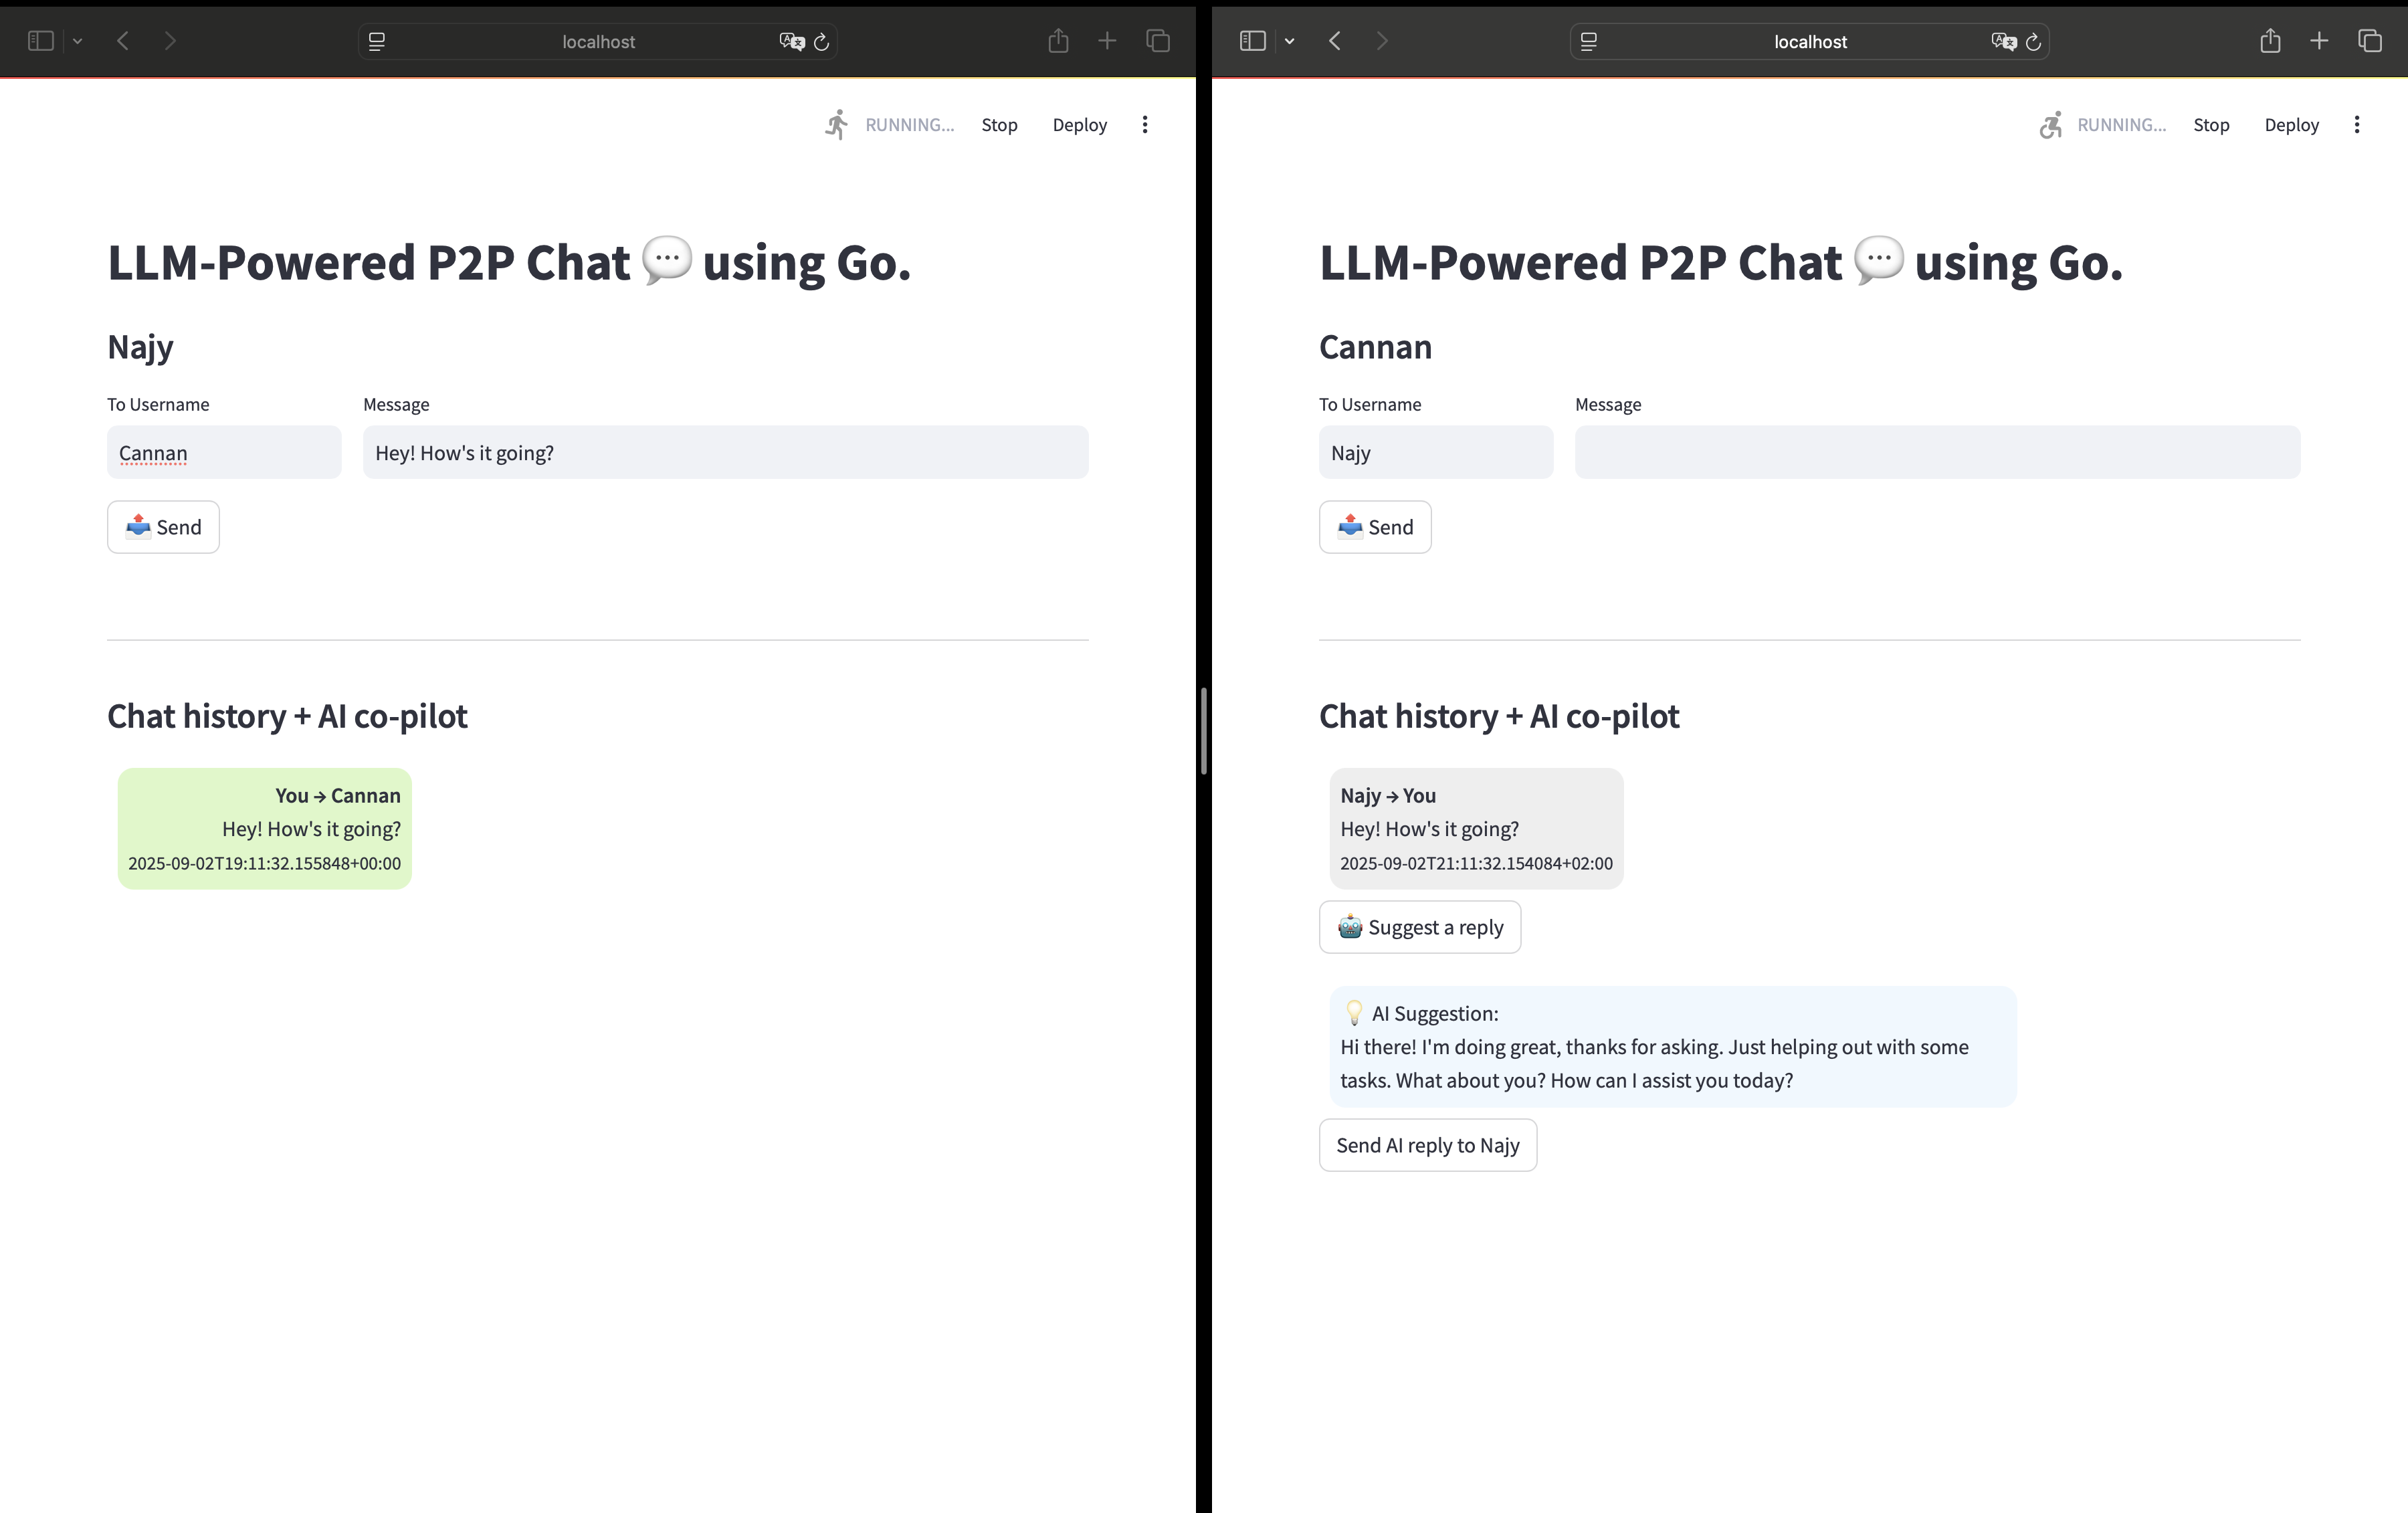 localhost
RUNNING...
Stop
Deploy
LLM-Powered P2P Chat 💬 using Go.
Najy
To Username
Message
Cannan
Hey! How's it going?
📤 Send
Chat history + AI co-pilot
You → Cannan
Hey! How's it going?
2025-09-02T19:11:32.155848+00:00
localhost
RUNNING...
Stop
Deploy
LLM-Powered P2P Chat 💬 using Go.
Cannan
To Username
Message
Najy
📤 Send
Chat history + AI co-pilot
Najy → You
Hey! How's it going?
2025-09-02T21:11:32.154084+02:00
🤖 Suggest a reply
💡 AI Suggestion:
Hi there! I'm doing great, thanks for asking. Just helping out with some
tasks. What about you? How can I assist you today?
Send AI reply to Najy